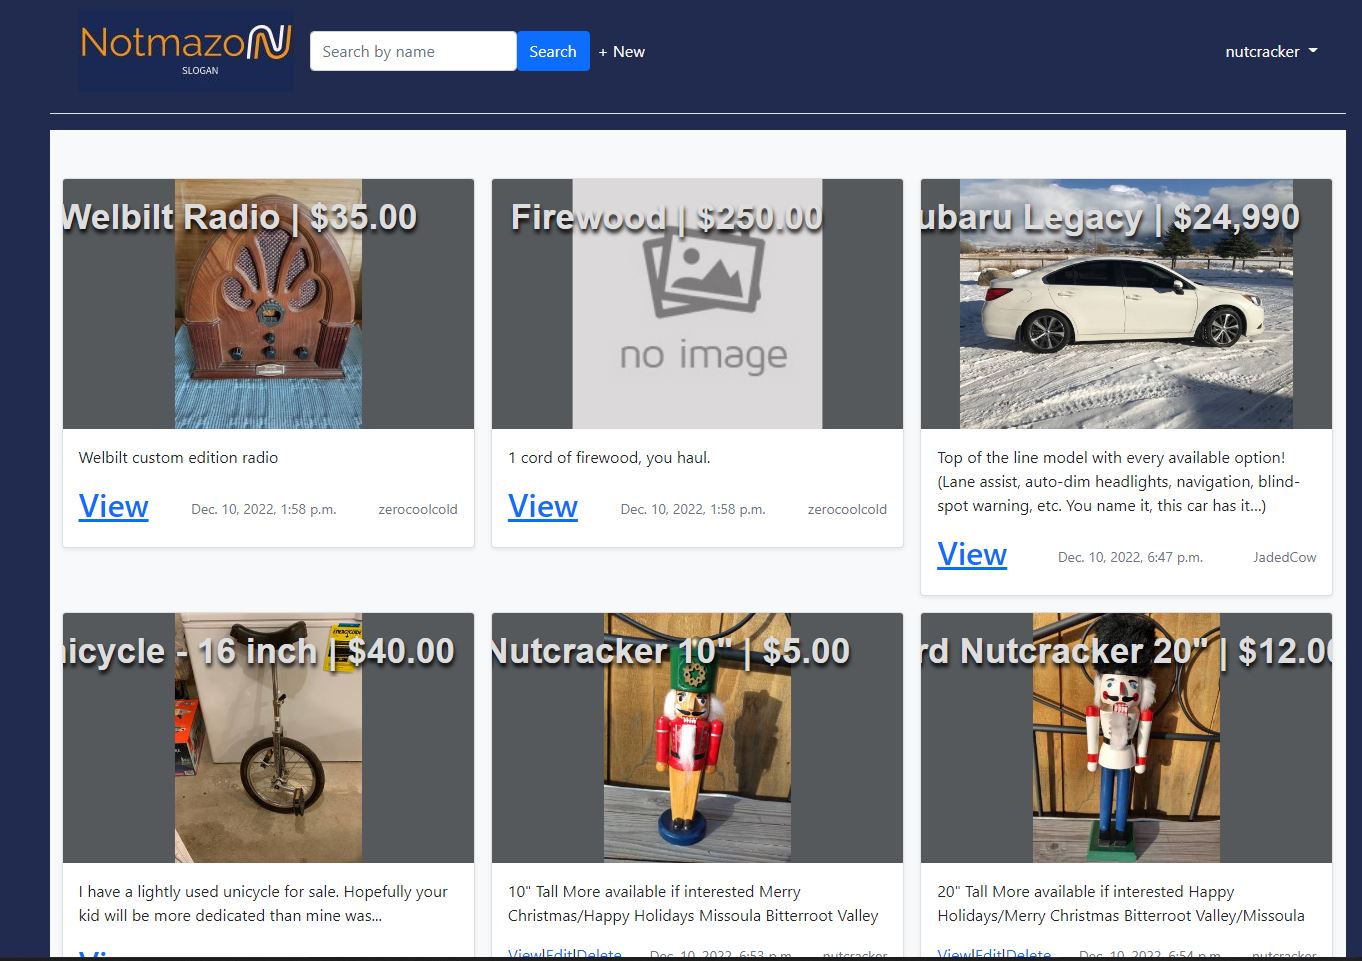 NotmazoN
SLOGAN
Search by name
Search
+ New
nutcracker
Welbilt Radio | $35.00
Firewood | $250.00
ubaru Legacy | $24,990
no image
Welbilt custom edition radio
View
Dec. 10, 2022, 1:58 p.m.
zerocoolcold
1 cord of firewood, you haul.
View
Dec. 10, 2022, 1:58 p.m.
zerocoolcold
Top of the line model with every available option!
(Lane assist, auto-dim headlights, navigation, blind-
spot warning, etc. You name it, this car has it...)
View
Dec. 10, 2022, 6:47 p.m.
JadedCow
nicycle - 16 inch | $40.00
Nutcracker 10" | $5.00
rd Nutcracker 20" | $12.00
I have a lightly used unicycle for sale. Hopefully your
kid will be more dedicated than mine was...
View
10" Tall More available if interested Merry
Christmas/Happy Holidays Missoula Bitterroot Valley
View|Edit|Delete
Dec. 10, 2022, 6:53 p.m.
nutcracker
20" Tall More available if interested Happy
Holidays/Merry Christmas Bitterroot Valley/Missoula
View|Edit|Delete
Dec. 10, 2022, 6:54 p.m.
nutcracker